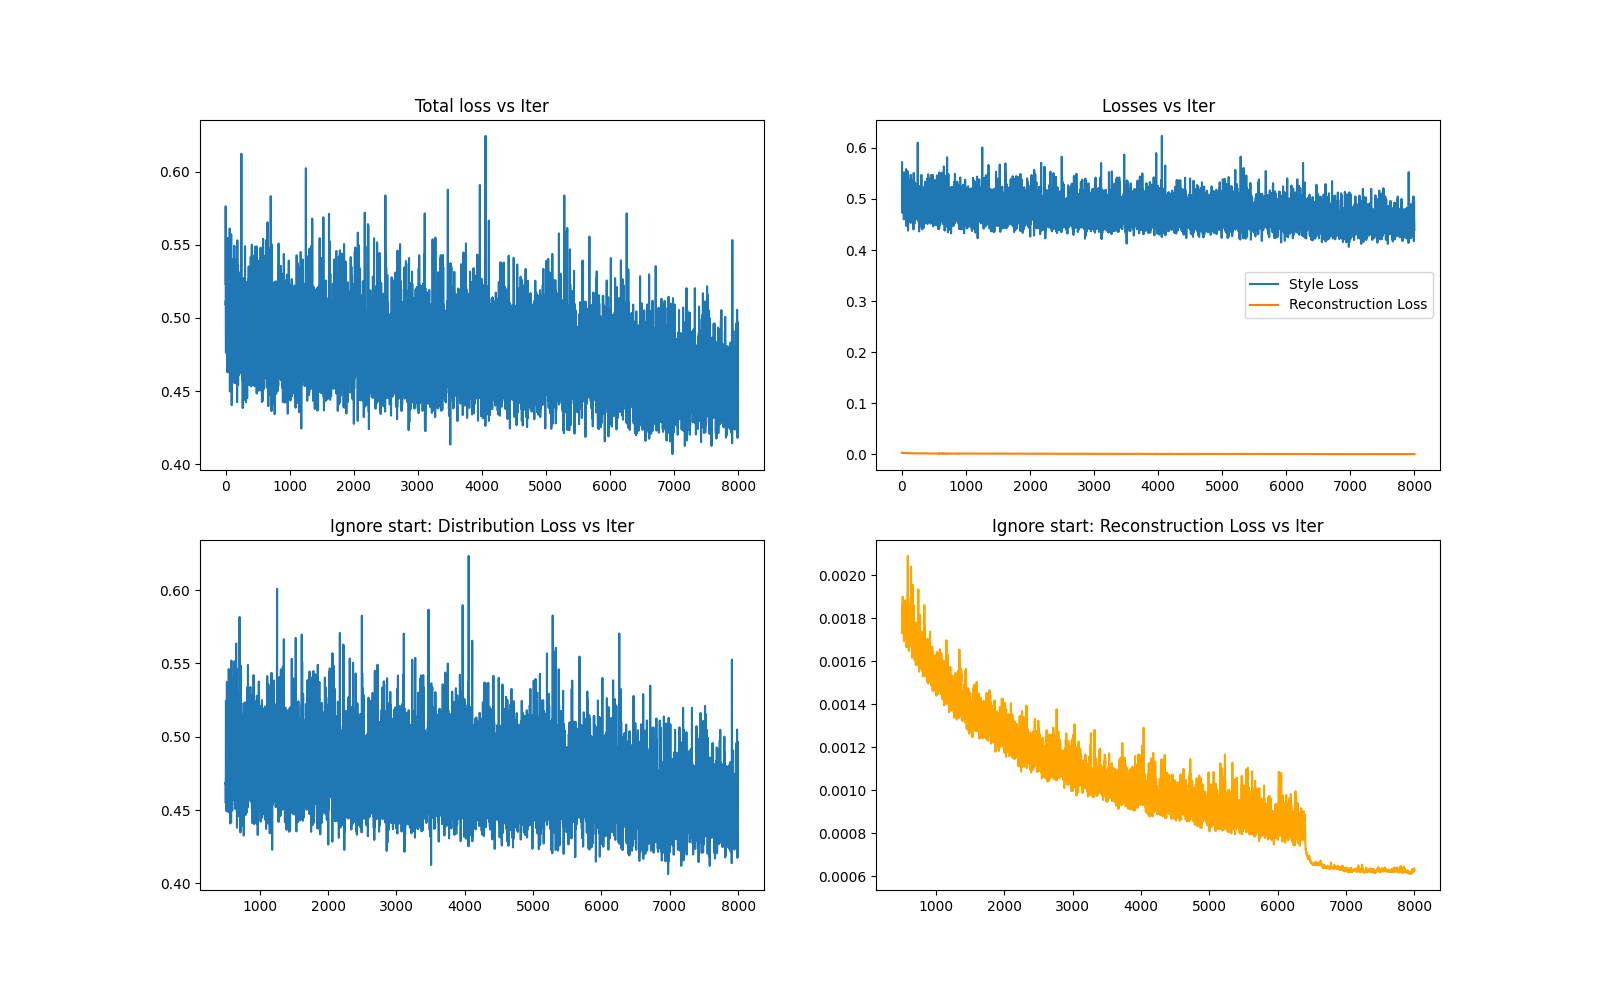 Total loss vs Iter
0.60
0.55
0.50
0.45
0.40
0 1000 2000 3000 4000 5000 6000 7000 8000
Losses vs Iter
0.6
0.5
0.4
0.3
0.2
0.1
0.0
Style Loss
Reconstruction Loss
0 1000 2000 3000 4000 5000 6000 7000 8000
Ignore start: Distribution Loss vs Iter
0.60
0.55
0.50
0.45
0.40
1000 2000 3000 4000 5000 6000 7000 8000
Ignore start: Reconstruction Loss vs Iter
0.0020
0.0018
0.0016
0.0014
0.0012
0.0010
0.0008
0.0006
1000 2000 3000 4000 5000 6000 7000 8000